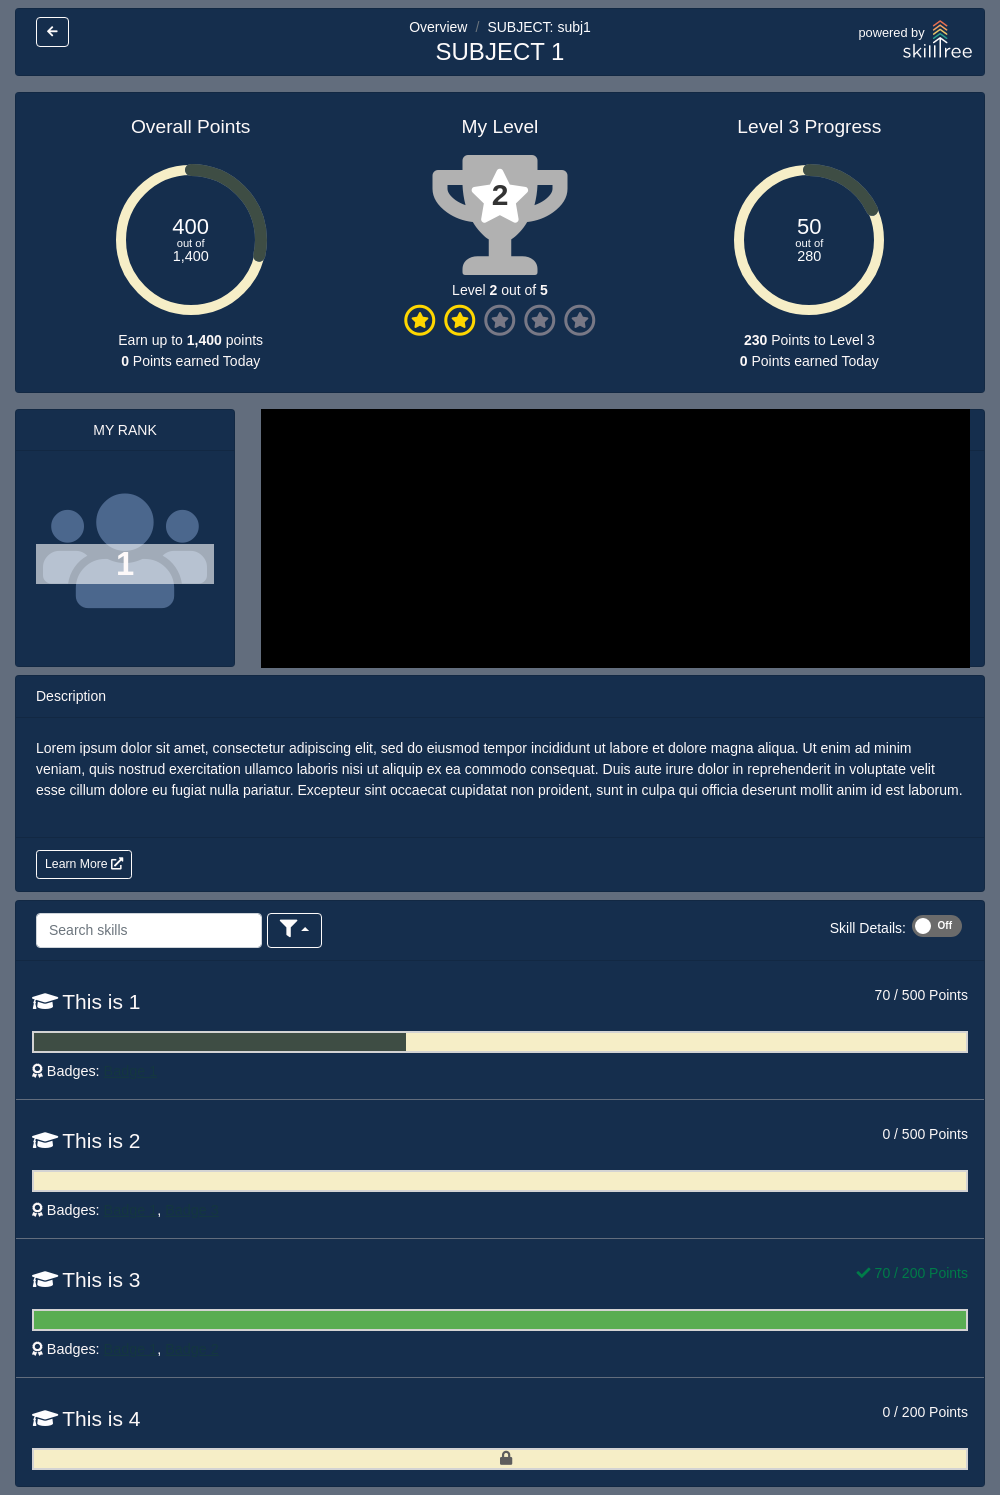 Overview / SUBJECT: subj1
SUBJECT 1
powered by
skilltree
Overall Points
400
out of
1,400
Earn up to 1,400 points
0 Points earned Today
My Level
2
Level 2 out of 5
Level 3 Progress
50
out of
280
230 Points to Level 3
0 Points earned Today
MY RANK
1
Description
Lorem ipsum dolor sit amet, consectetur adipiscing elit, sed do eiusmod tempor incididunt ut labore et dolore magna aliqua. Ut enim ad minim
veniam, quis nostrud exercitation ullamco laboris nisi ut aliquip ex ea commodo consequat. Duis aute irure dolor in reprehenderit in voluptate velit
esse cillum dolore eu fugiat nulla pariatur. Excepteur sint occaecat cupidatat non proident, sunt in culpa qui officia deserunt mollit anim id est laborum.
Learn More
Search skills
Skill Details: Off
This is 1
70 / 500 Points
Badges:
This is 2
0 / 500 Points
Badges: ,
This is 3
70 / 200 Points
Badges: ,
This is 4
0 / 200 Points